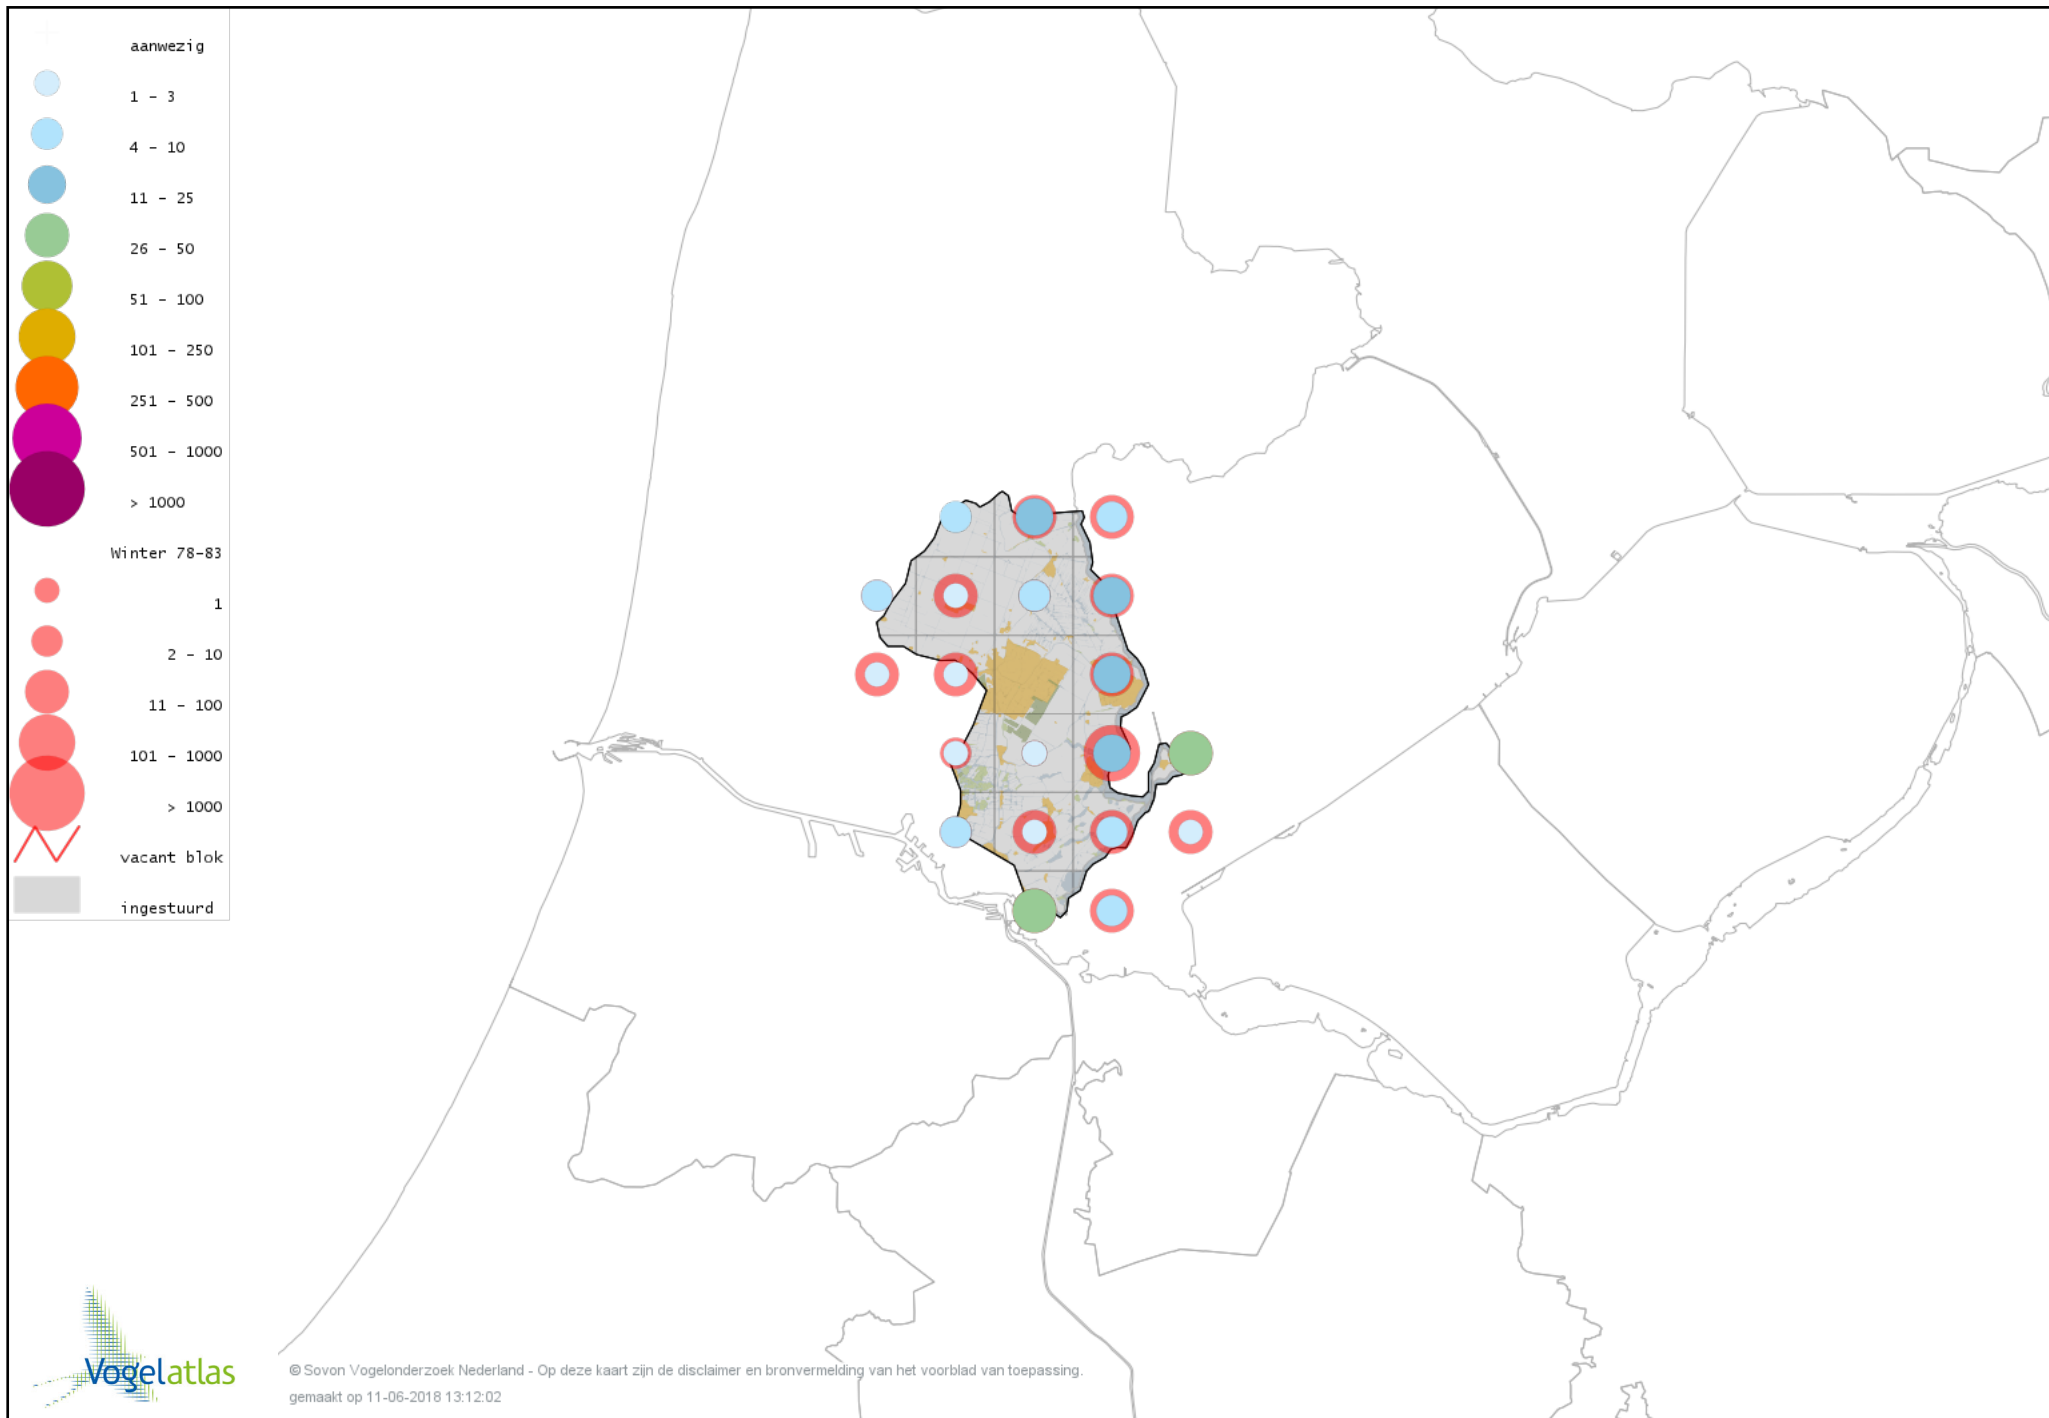 aanwezig
1 - 3
4 - 10
11 - 25
26 - 50
51 - 100
101 - 250
251 - 500
501 - 1000
> 1000
Winter 78-83
1
2 - 10
11 - 100
101 - 1000
> 1000
vacant blok
ingestuurd
Vogelatlas
© Sovon Vogelonderzoek Nederland - Op deze kaart zijn de disclaimer en bronvermelding van het voorblad van toepassing.
gemaakt op 11-06-2018 13:12:02